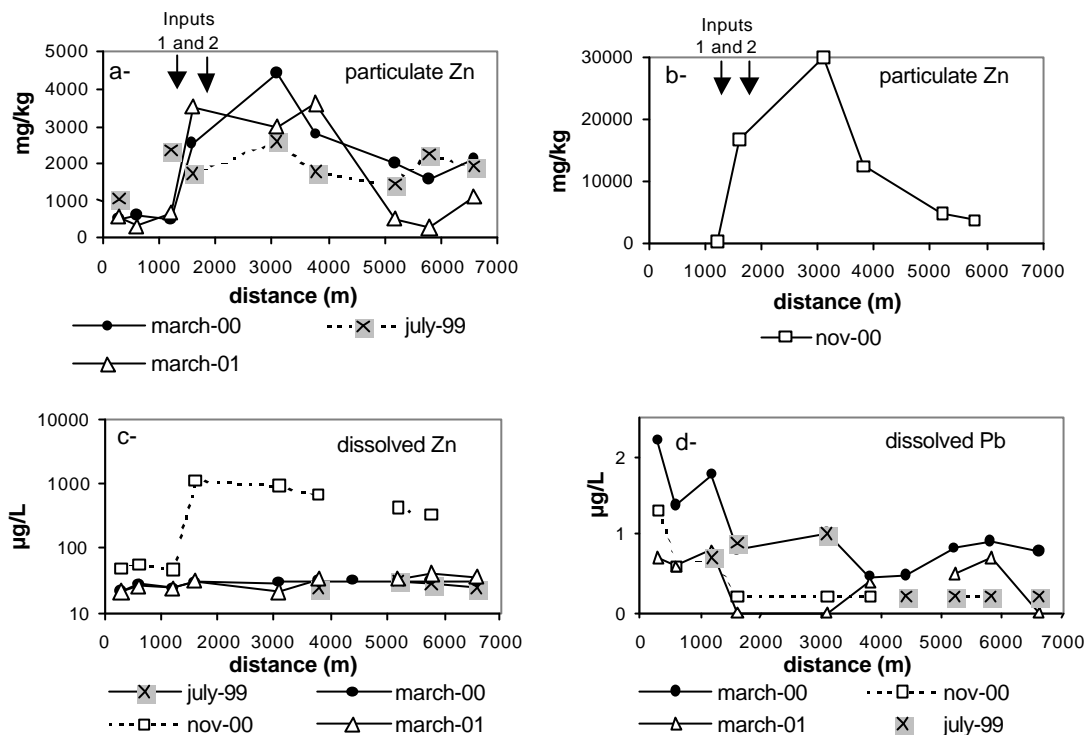 Inputs
1 and 2
a-
particulate Zn
mg/kg
5000
4000
3000
2000
1000
0
0 1000 2000 3000 4000 5000 6000 7000
distance (m)
march-00
july-99
march-01
Inputs
1 and 2
b-
particulate Zn
mg/kg
30000
20000
10000
0
0 1000 2000 3000 4000 5000 6000 7000
distance (m)
nov-00
c-
dissolved Zn
µg/L
10000
1000
100
10
0 1000 2000 3000 4000 5000 6000 7000
distance (m)
july-99
march-00
nov-00
march-01
d-
dissolved Pb
µg/L
2
1
0
0 1000 2000 3000 4000 5000 6000 7000
distance (m)
march-00
nov-00
march-01
july-99